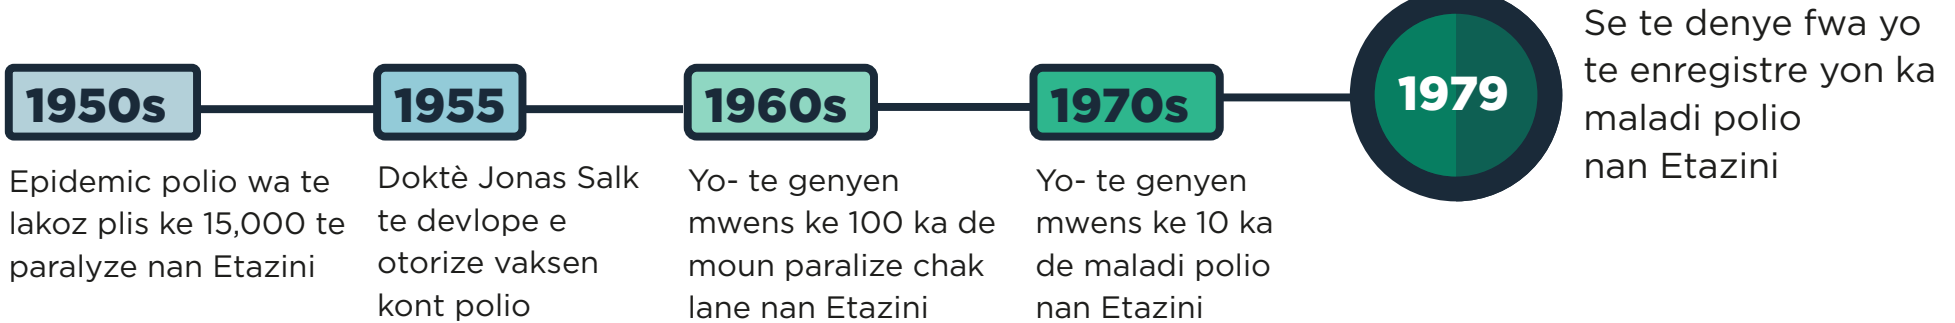 1950s
Epidemic polio wa te
lakoz plis ke 15,000 te
paralyze nan Etazini
1955
Doktè Jonas Salk
te devlope e
otorize vaksen
kont polio
1960s
Yo- te genyen
mwens ke 100 ka de
moun paralize chak
lane nan Etazini
1970s
Yo- te genyen
mwens ke 10 ka
de maladi polio
nan Etazini
1979
Se te denye fwa yo
te enregistre yon ka
maladi polio
nan Etazini